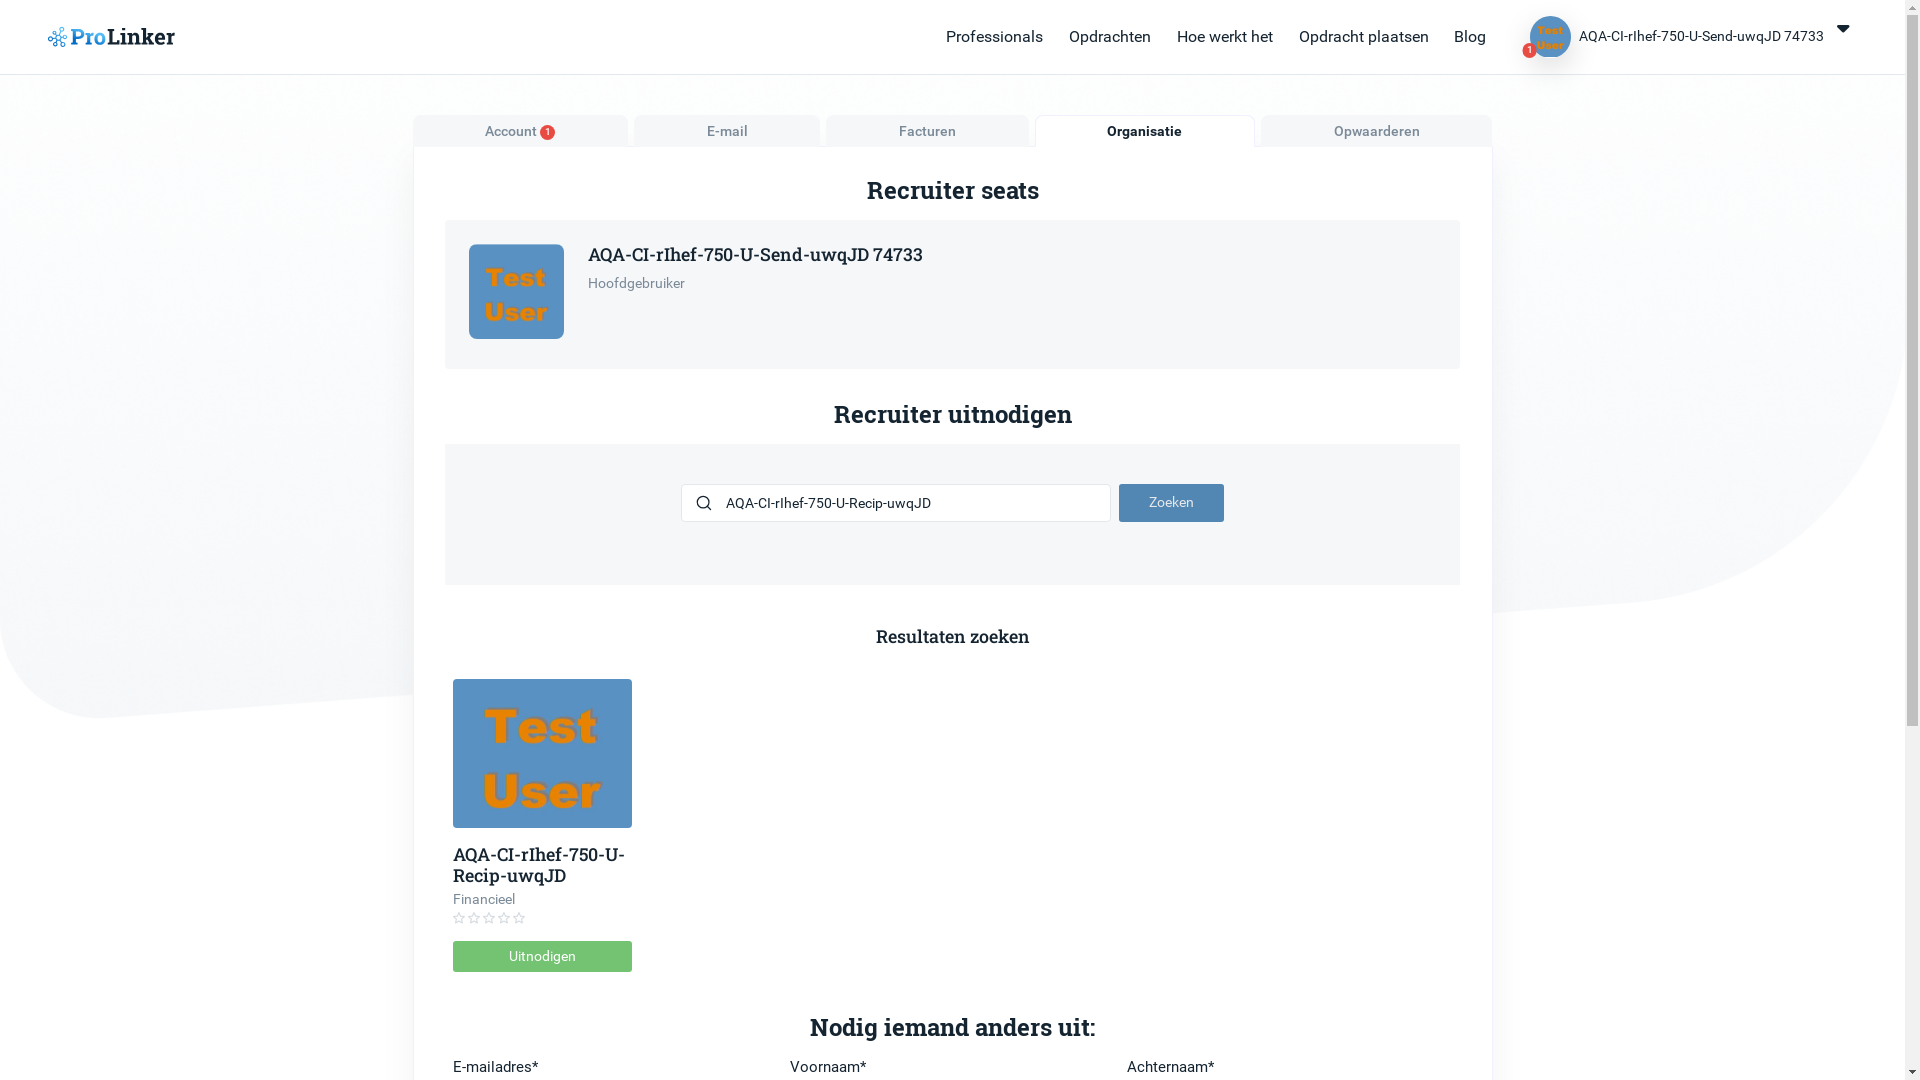 ProLinker
Professionals
Opdrachten
Hoe werkt het
Opdracht plaatsen
Blog
Test
User
1
AQA-CI-rIhef-750-U-Send-uwqJD 74733
Account 1
E-mail
Facturen
Organisatie
Opwaarderen
Recruiter seats
Test
User
AQA-CI-rIhef-750-U-Send-uwqJD 74733
Hoofdgebruiker
Recruiter uitnodigen
AQA-CI-rIhef-750-U-Recip-uwqJD
Zoeken
Resultaten zoeken
Test
User
AQA-CI-rIhef-750-U-
Recip-uwqJD
Financieel
Uitnodigen
Nodig iemand anders uit:
E-mailadres*
Voornaam*
Achternaam*